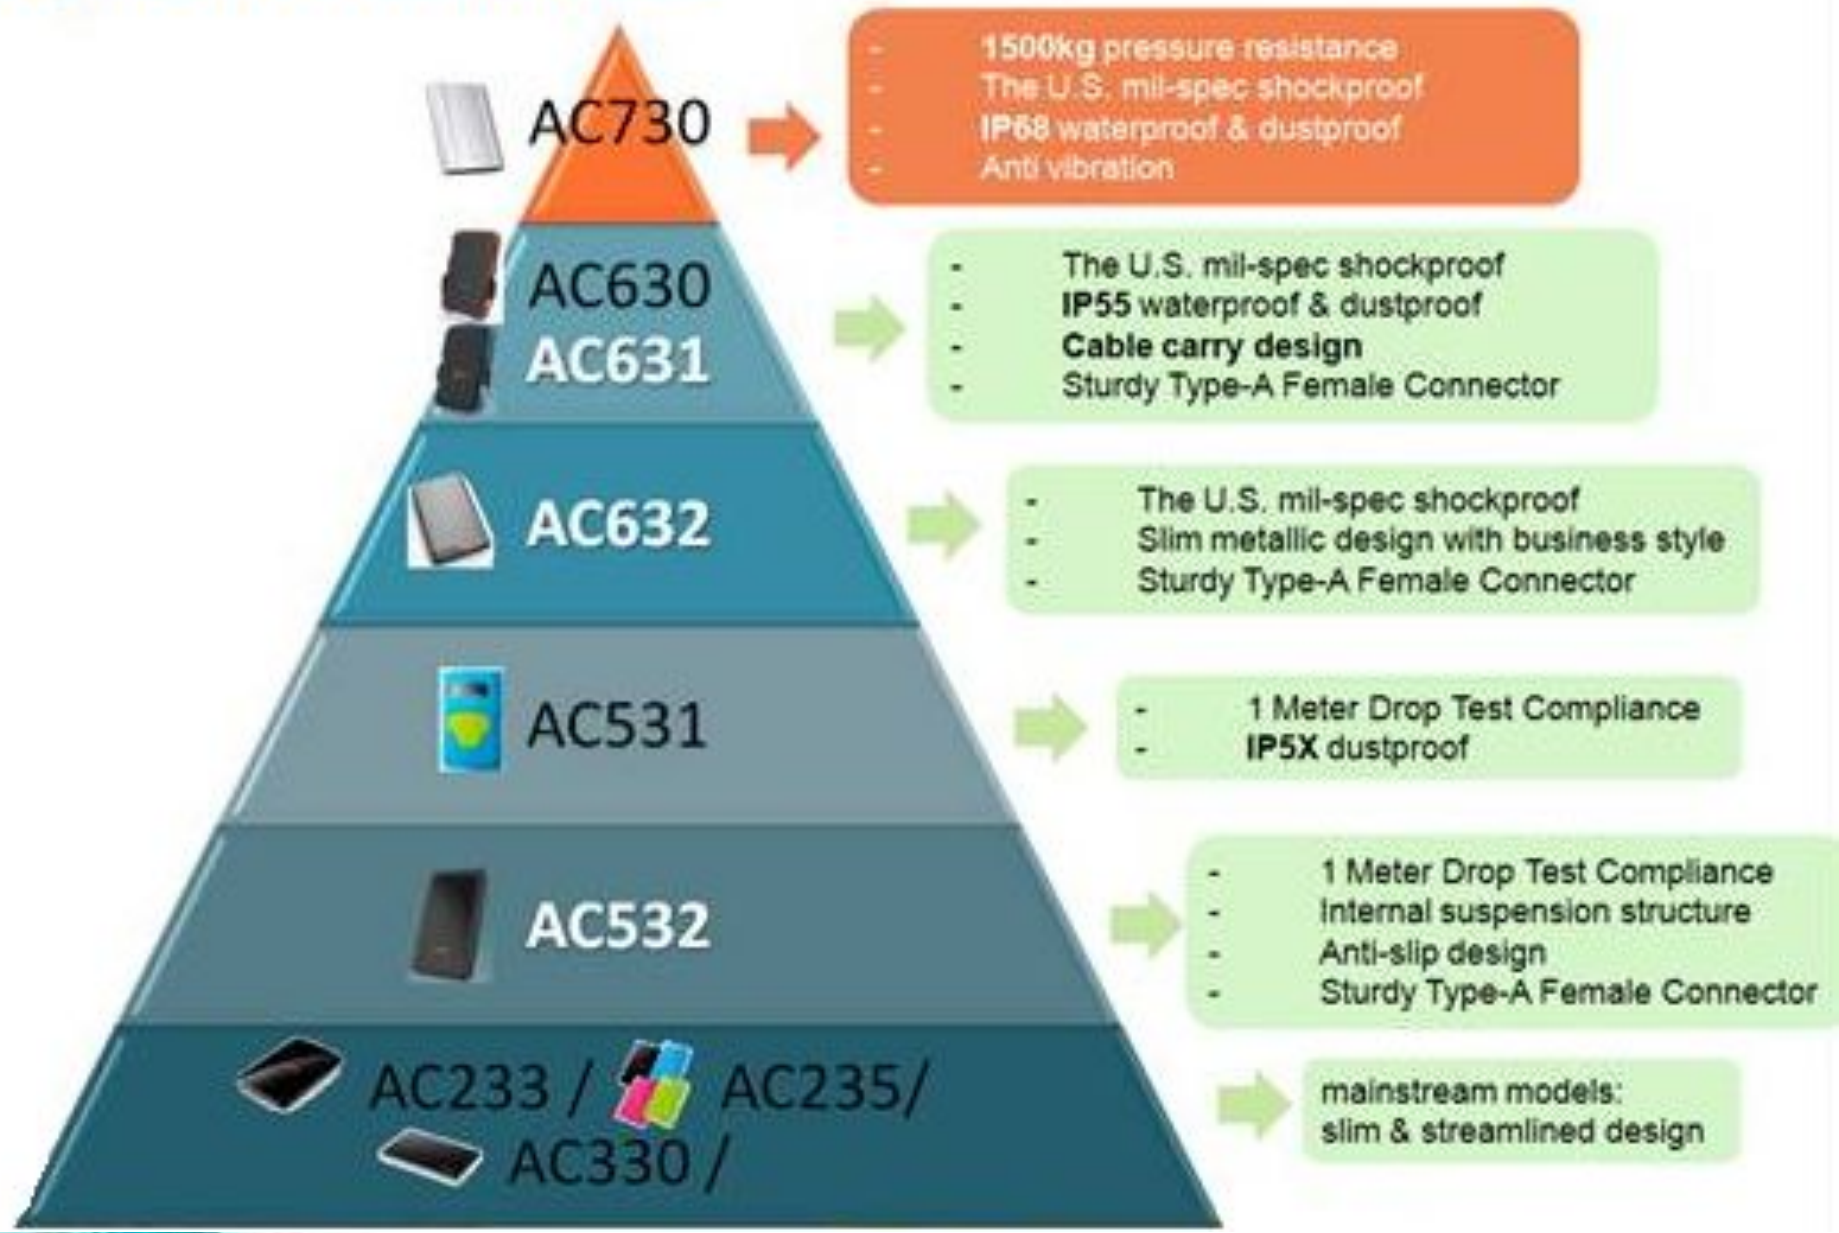 AC730
- 1500kg pressure resistance
- The U.S. mil-spec shockproof
- IP68 waterproof & dustproof
- Anti vibration
AC630
AC631
- The U.S. mil-spec shockproof
- IP55 waterproof & dustproof
- Cable carry design
- Sturdy Type-A Female Connector
AC632
- The U.S. mil-spec shockproof
- Slim metallic design with business style
- Sturdy Type-A Female Connector
AC531
- 1 Meter Drop Test Compliance
- IP5X dustproof
AC532
- 1 Meter Drop Test Compliance
- Internal suspension structure
- Anti-slip design
- Sturdy Type-A Female Connector
AC233 / AC235/
AC330 /
mainstream models:
slim & streamlined design